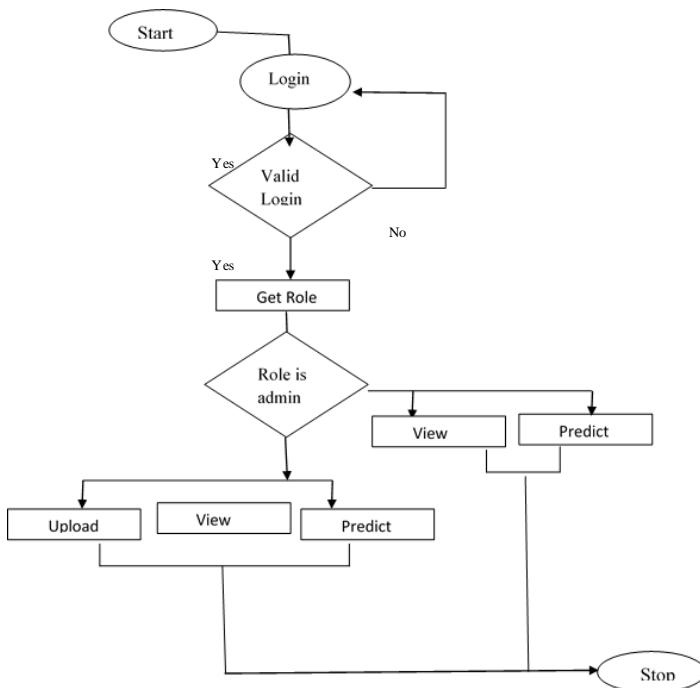 Start
Login
Yes
Valid
Login
No
Yes
Get Role
Role is
admin
View
Predict
Upload
View
Predict
Stop